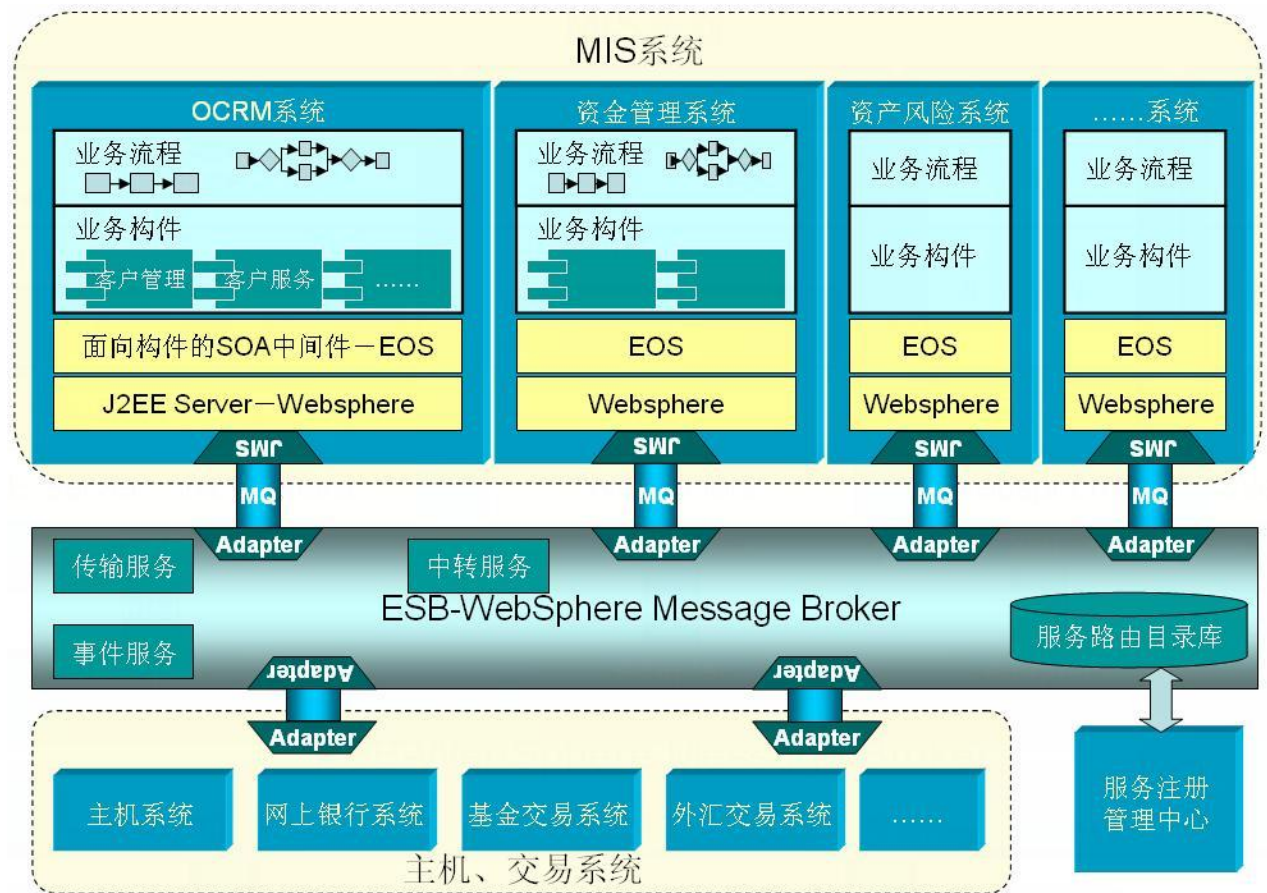 MIS系统
OCRM系统
资金管理系统
资产风险系统
……系统
业务流程
业务流程
业务流程
业务流程
业务构件
业务构件
业务构件
业务构件
客户管理
客户服务
……
面向构件的SOA中间件－EOS
EOS
EOS
EOS
J2EE Server－Websphere
Websphere
Websphere
Websphere
JMS
JMS
JMS
JMS
MQ
MQ
MQ
MQ
Adapter
Adapter
Adapter
Adapter
传输服务
中转服务
ESB-WebSphere Message Broker
服务路由目录库
事件服务
Adapter
Adapter
Adapter
Adapter
主机系统
网上银行系统
基金交易系统
外汇交易系统
……
服务注册
管理中心
主机、交易系统